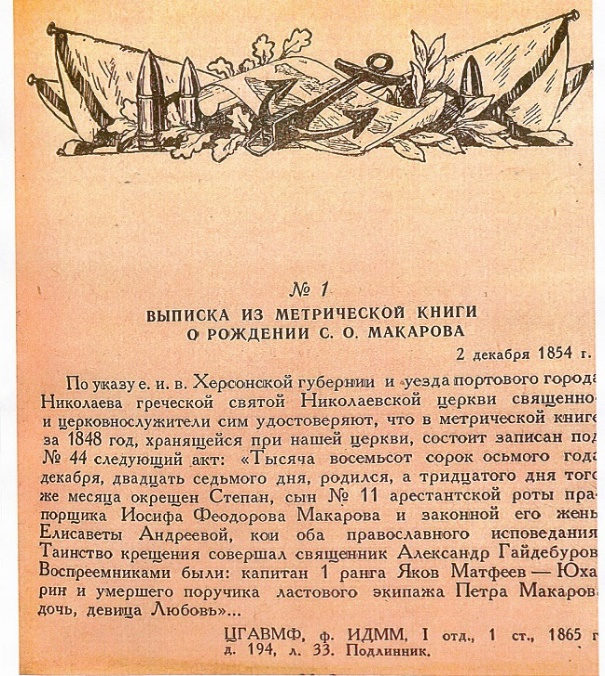 № 1
ВЫПИСКА ИЗ МЕТРИЧЕСКОЙ КНИГИ
О РОЖДЕНИИ С. О. МАКАРОВА
2 декабря 1854 г.
По указу е. и. в. Херсонской губернии и уезда портового города
Николаева греческой святой Николаевской церкви священно-
и церковнослужители сим удостоверяют, что в метрической книге
за 1848 год, хранящейся при нашей церкви, состоит записан под
№ 44 следующий акт: «Тысяча восемьсот сорок осьмого года
декабря, двадцать седьмого дня, родился, а тридцатого дня того
же месяца окрещен Степан, сын № 11 арестантской роты пра-
порщика Иосифа Феодорова Макарова и законной его жены
Елисаветы Андреевой, кои оба православного исповедания.
Таинство крещения совершал священник Александр Гайдебуров.
Воспреемниками были: капитан 1 ранга Яков Матфеев — Юха-
рин и умершего поручика ластового экипажа Петра Макарова
дочь, девица Любовь»...
ЦГАВМФ, ф. ИДММ, I отд., 1 ст., 1865 г.
д. 194, л. 33. Подлинник.